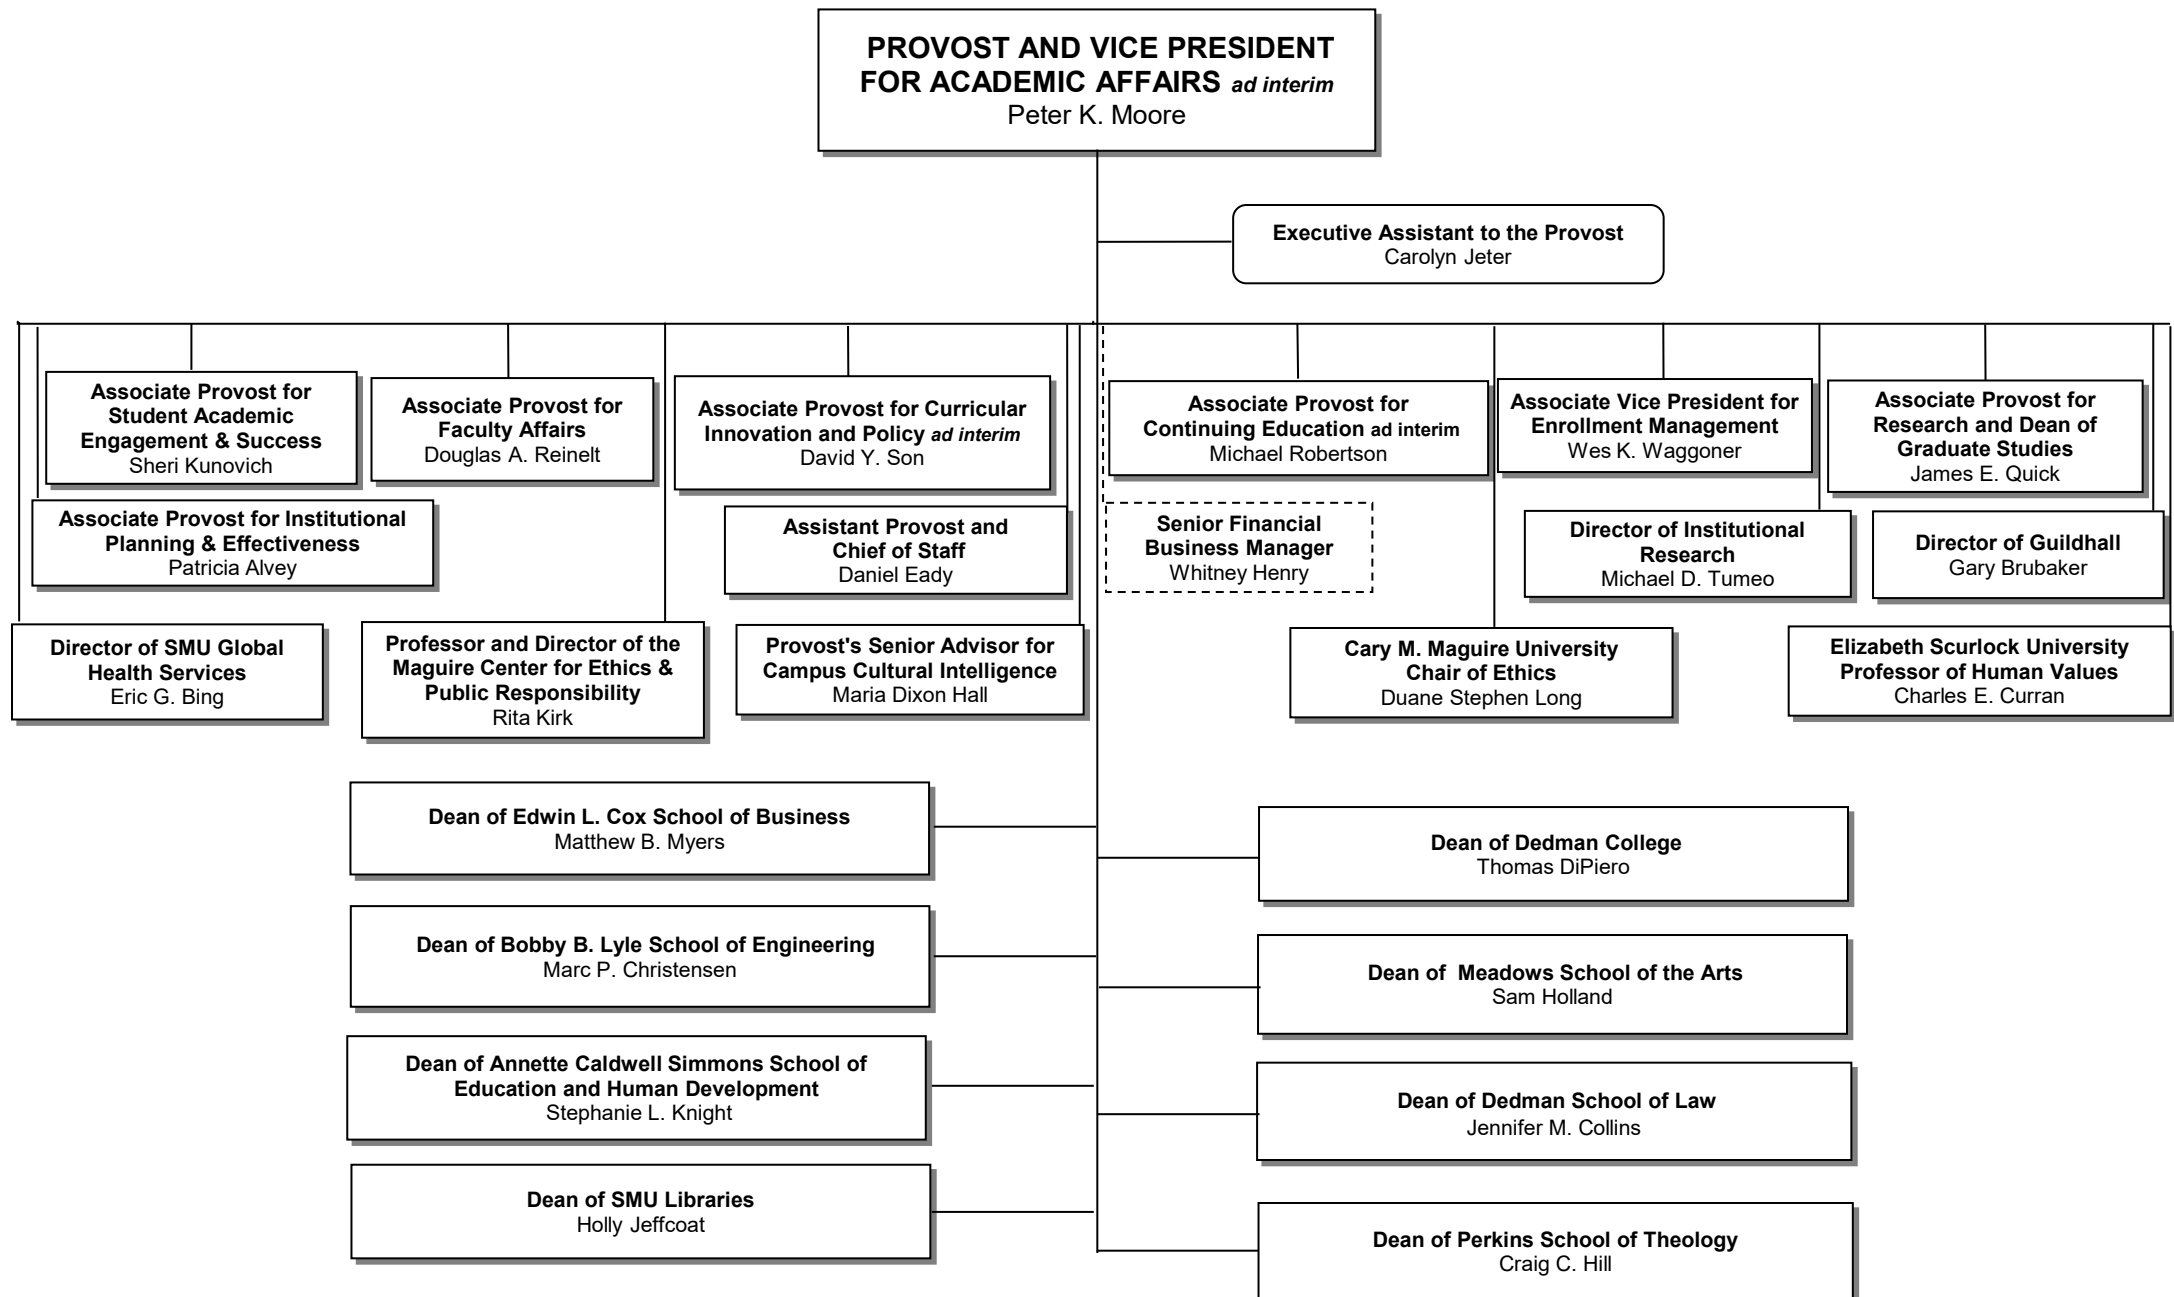 PROVOST AND VICE PRESIDENT
FOR ACADEMIC AFFAIRS ad interim
Peter K. Moore
Executive Assistant to the Provost
Carolyn Jeter
Associate Provost for
Student Academic
Engagement & Success
Sheri Kunovich
Associate Provost for
Faculty Affairs
Douglas A. Reinelt
Associate Provost for Curricular
Innovation and Policy ad interim
David Y. Son
Associate Provost for
Continuing Education ad interim
Michael Robertson
Associate Vice President for
Enrollment Management
Wes K. Waggoner
Associate Provost for
Research and Dean of
Graduate Studies
James E. Quick
Associate Provost for Institutional
Planning & Effectiveness
Patricia Alvey
Assistant Provost and
Chief of Staff
Daniel Eady
Senior Financial
Business Manager
Whitney Henry
Director of Institutional
Research
Michael D. Tumeo
Director of Guildhall
Gary Brubaker
Director of SMU Global
Health Services
Eric G. Bing
Professor and Director of the
Maguire Center for Ethics &
Public Responsibility
Rita Kirk
Provost's Senior Advisor for
Campus Cultural Intelligence
Maria Dixon Hall
Cary M. Maguire University
Chair of Ethics
Duane Stephen Long
Elizabeth Scurlock University
Professor of Human Values
Charles E. Curran
Dean of Edwin L. Cox School of Business
Matthew B. Myers
Dean of Dedman College
Thomas DiPiero
Dean of Bobby B. Lyle School of Engineering
Marc P. Christensen
Dean of  Meadows School of the Arts
Sam Holland
Dean of Annette Caldwell Simmons School of
Education and Human Development
Stephanie L. Knight
Dean of Dedman School of Law
Jennifer M. Collins
Dean of SMU Libraries
Holly Jeffcoat
Dean of Perkins School of Theology
Craig C. Hill